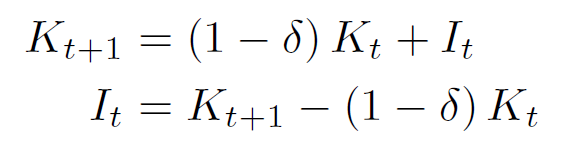 K_{t+1} = (1 − δ) K_t + I_t
I_t = K_{t+1} − (1 − δ) K_t